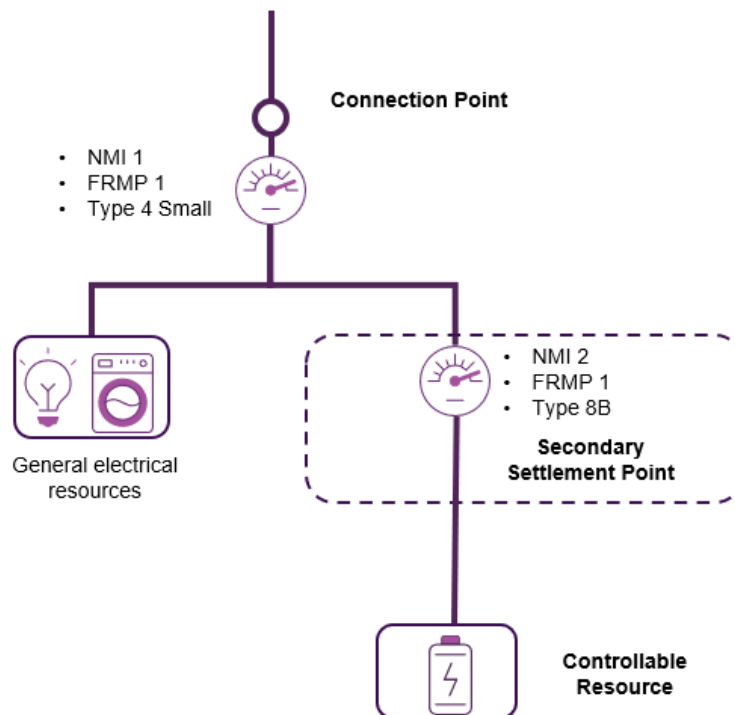 Connection Point
• NMI 1
• FRMP 1
• Type 4 Small
• NMI 2
• FRMP 1
• Type 8B
Secondary
Settlement Point
General electrical
resources
Controllable
Resource